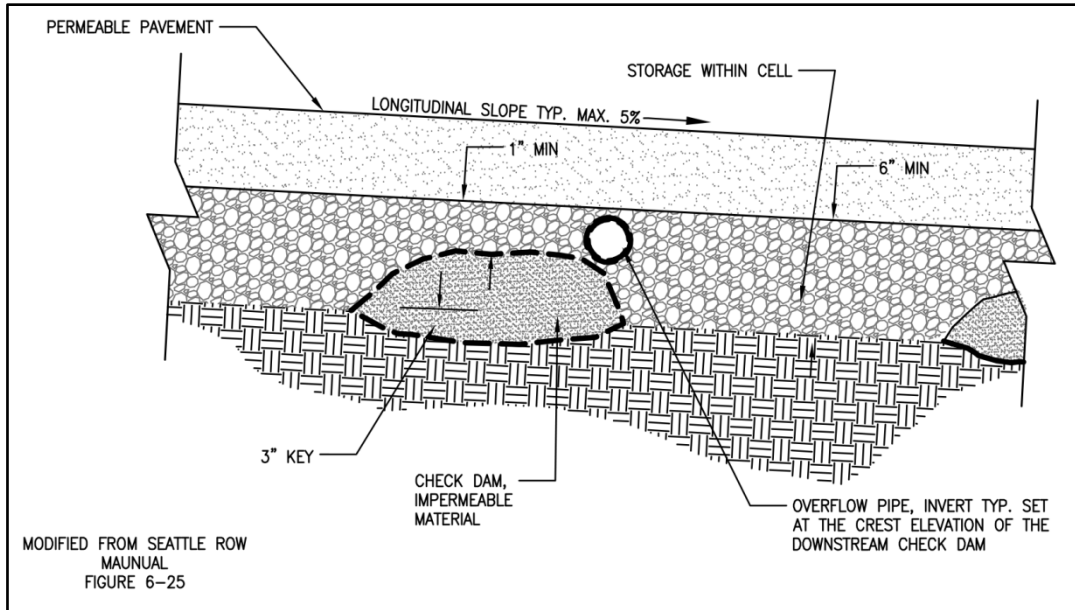 PERMEABLE PAVEMENT
STORAGE WITHIN CELL
LONGITUDINAL SLOPE TYP. MAX. 5%
1" MIN
6" MIN
3" KEY
CHECK DAM,
IMPERMEABLE
MATERIAL
OVERFLOW PIPE, INVERT TYP. SET
AT THE CREST ELEVATION OF THE
DOWNSTREAM CHECK DAM
MODIFIED FROM SEATTLE ROW
MAUNUAL
FIGURE 6-25